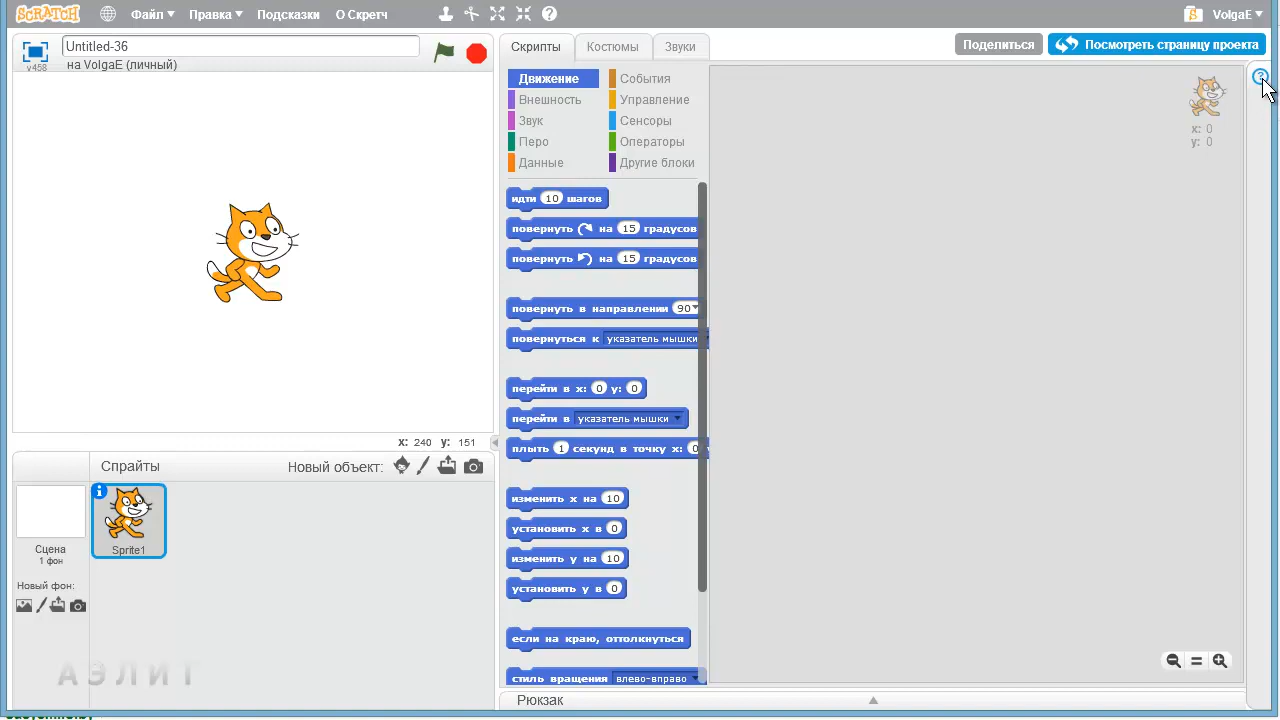 SCRATCH
Файл
Правка
Подсказки
О Скретч
VolgaE
Untitled-36
на VolgaE (личный)
v458
Скрипты
Костюмы
Звуки
Поделиться
Посмотреть страницу проекта
Движение
События
Внешность
Управление
Звук
Сенсоры
Перо
Операторы
Данные
Другие блоки
x: 0
y: 0
идти 10 шагов
повернуть на 15 градусов
повернуть на 15 градусов
повернуть в направлении 90
повернуться к указатель мышки
перейти в x: 0 y: 0
перейти в указатель мышки
плыть 1 секунд в точку x: 0
изменить x на 10
установить x в 0
изменить y на 10
установить y в 0
если на краю, оттолкнуться
стиль вращения влево-вправо
x: 240 y: 151
Спрайты
Новый объект:
Сцена
1 фон
Sprite1
Новый фон:
АЭЛИТ
Рюкзак